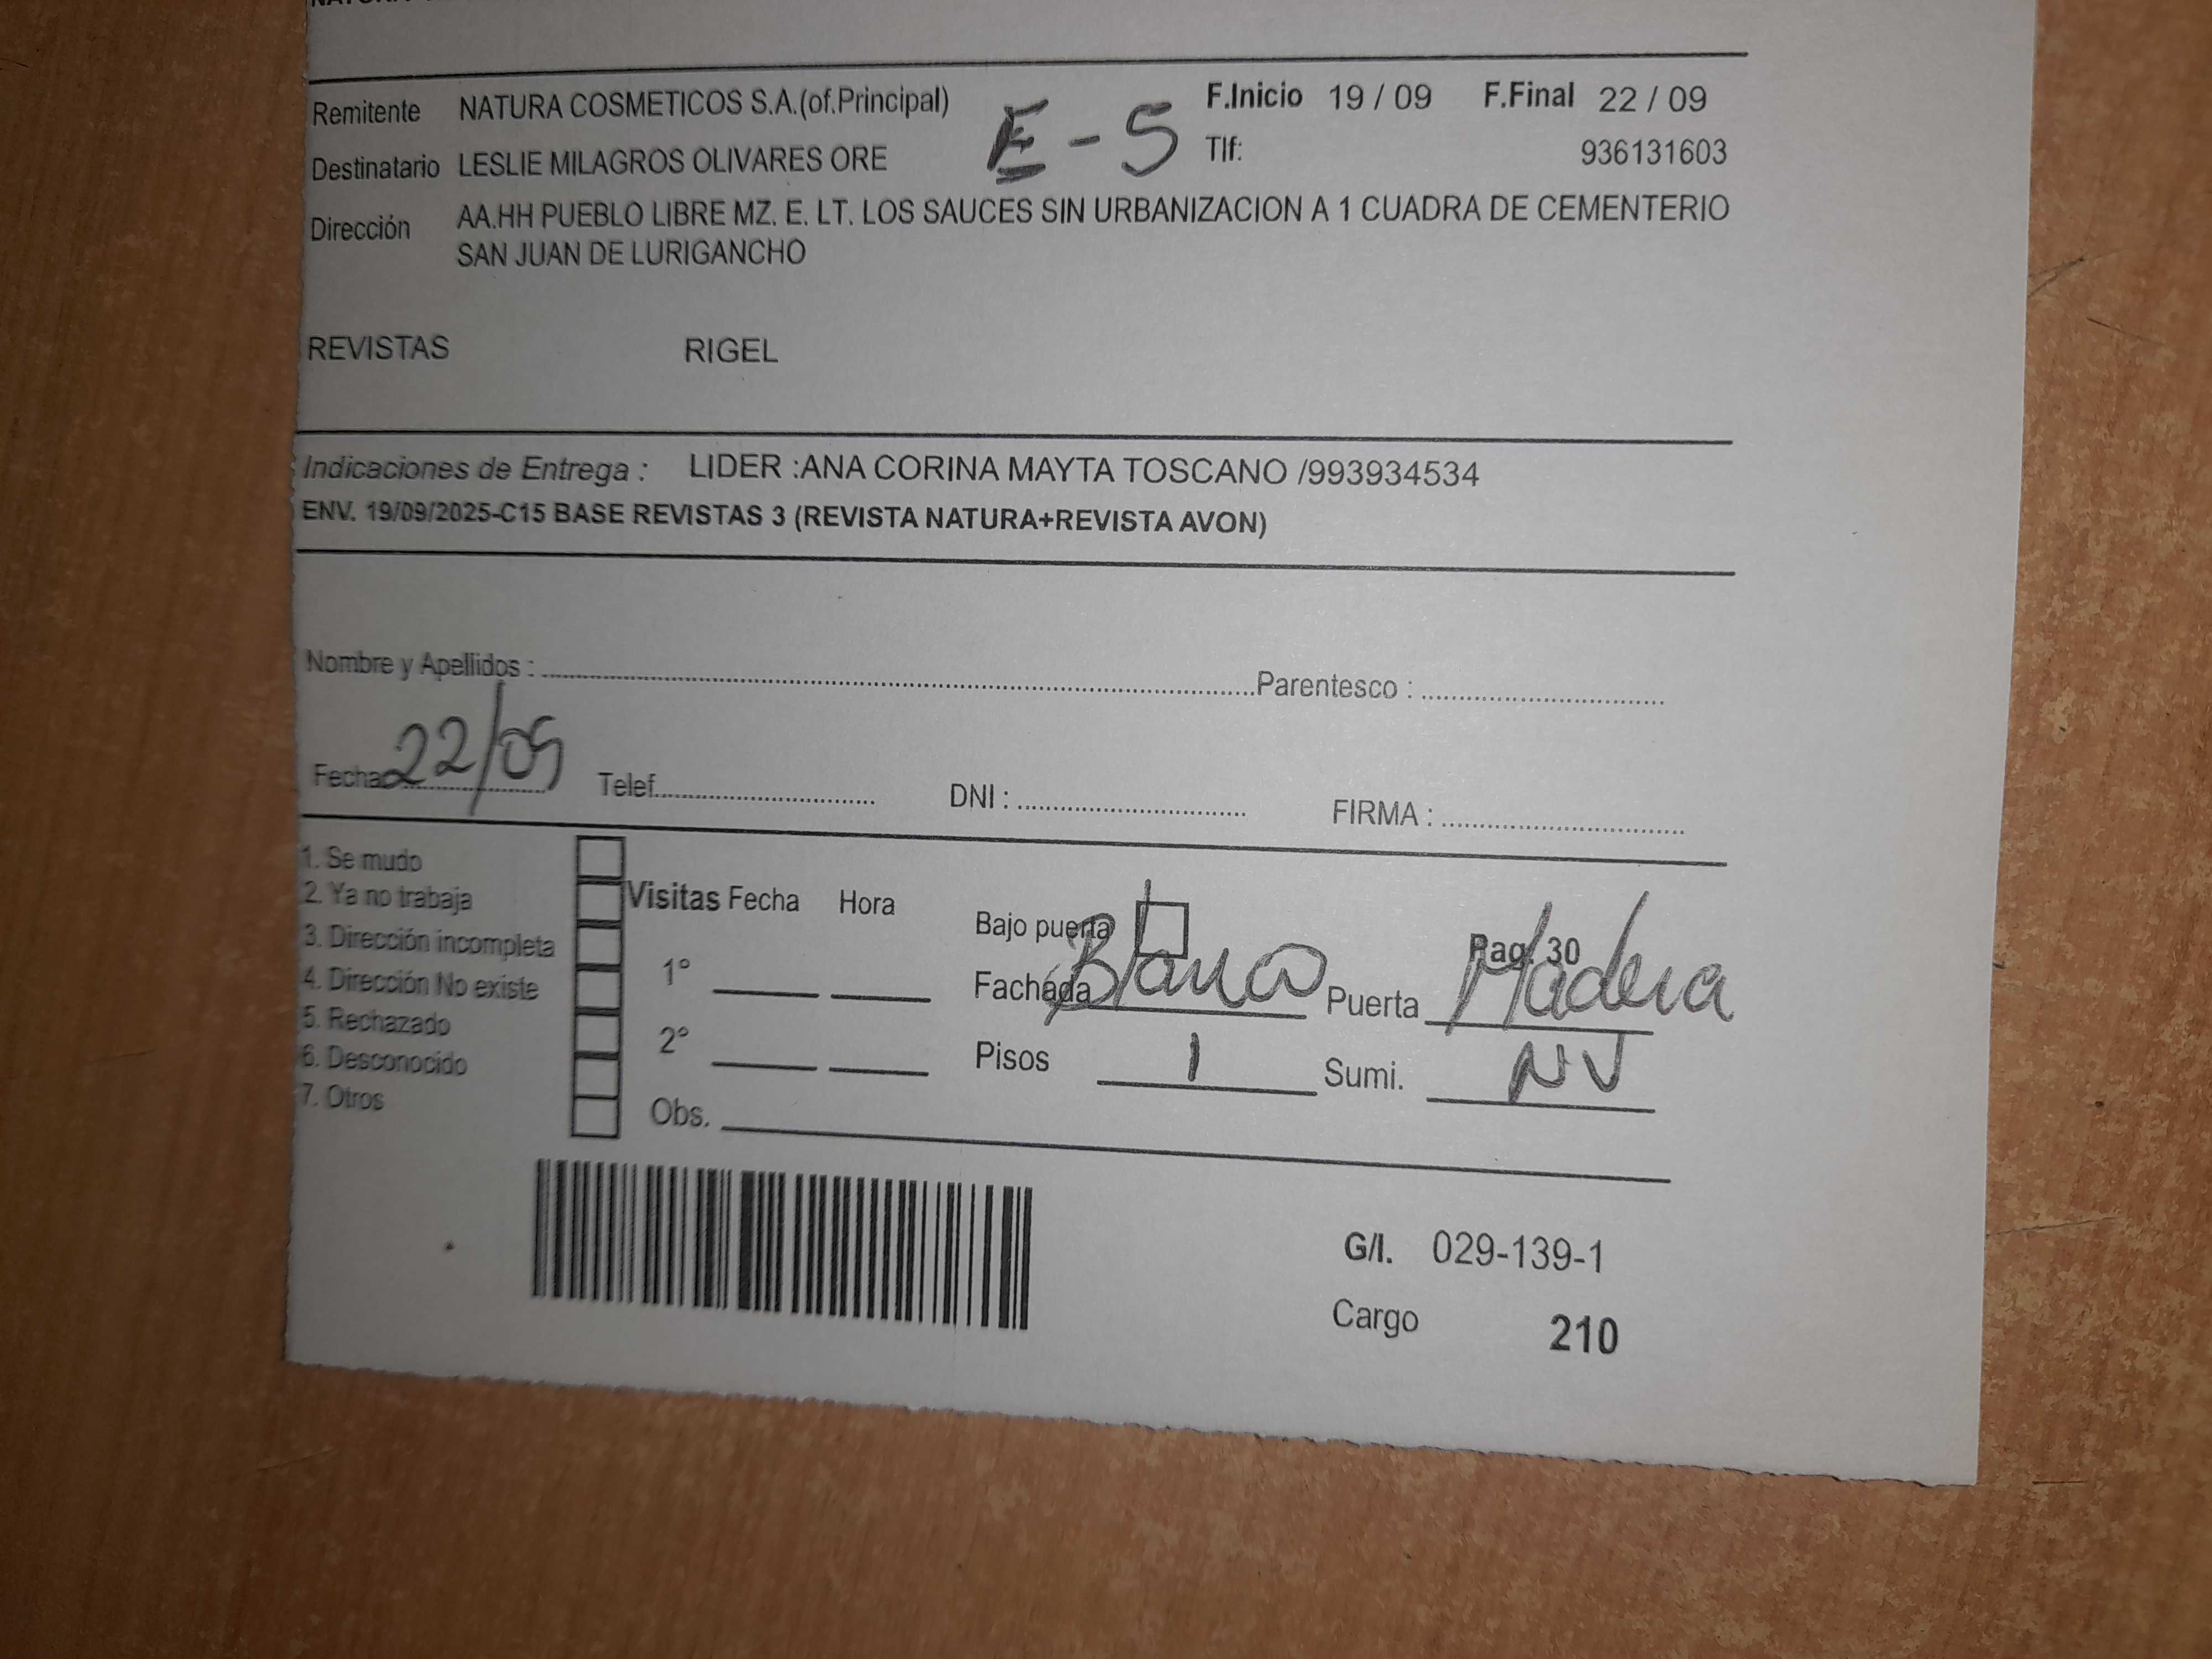 Remitente NATURA COSMETICOS S.A.(of.Principal) E-5 F.Inicio 19 / 09 F.Final 22 / 09
Destinatario LESLIE MILAGROS OLIVARES ORE Tlf: 936131603
Dirección AA.HH PUEBLO LIBRE MZ. E. LT. LOS SAUCES SIN URBANIZACION A 1 CUADRA DE CEMENTERIO
SAN JUAN DE LURIGANCHO
REVISTAS RIGEL
Indicaciones de Entrega : LIDER :ANA CORINA MAYTA TOSCANO /993934534
ENV. 19/09/2025-C15 BASE REVISTAS 3 (REVISTA NATURA+REVISTA AVON)
Nombre y Apellidos : Parentesco :
Fecha 22/09 Telef. DNI : FIRMA :
1. Se mudo
2. Ya no trabaja Visitas Fecha Hora Bajo puerta Pag. 30
3. Dirección incompleta
4. Dirección No existe 1° Fachada Blanco Puerta Madera
5. Rechazado
6. Desconocido 2° Pisos 1 Sumi. NV
7. Otros Obs.
G/I. 029-139-1
Cargo 210